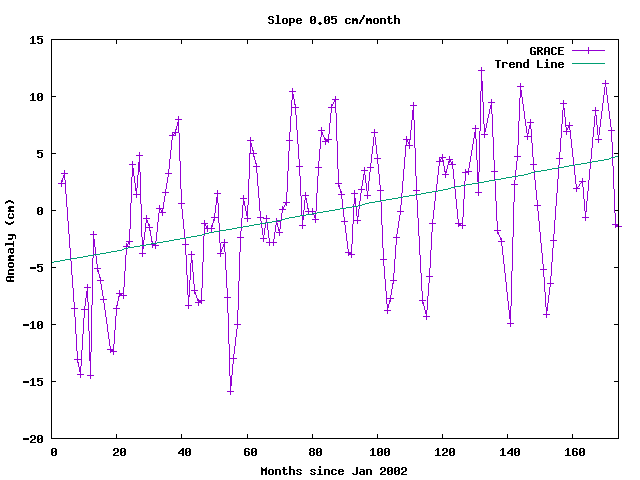 Slope 0.05 cm/month
GRACE
Trend Line
15
10
5
0
-5
-10
-15
-20
Anomaly (cm)
0 20 40 60 80 100 120 140 160
Months since Jan 2002